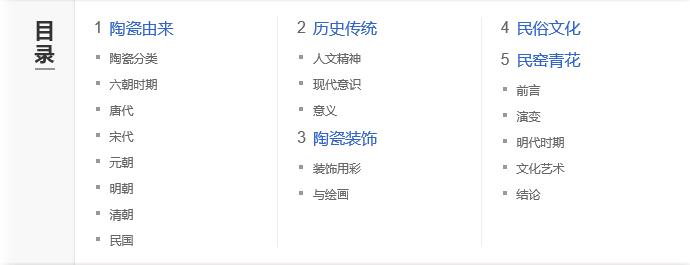 目录
1 陶瓷由来
陶瓷分类
六朝时期
唐代
宋代
元朝
明朝
清朝
民国
2 历史传统
人文精神
现代意识
意义
3 陶瓷装饰
装饰用彩
与绘画
4 民俗文化
5 民窑青花
前言
演变
明代时期
文化艺术
结论